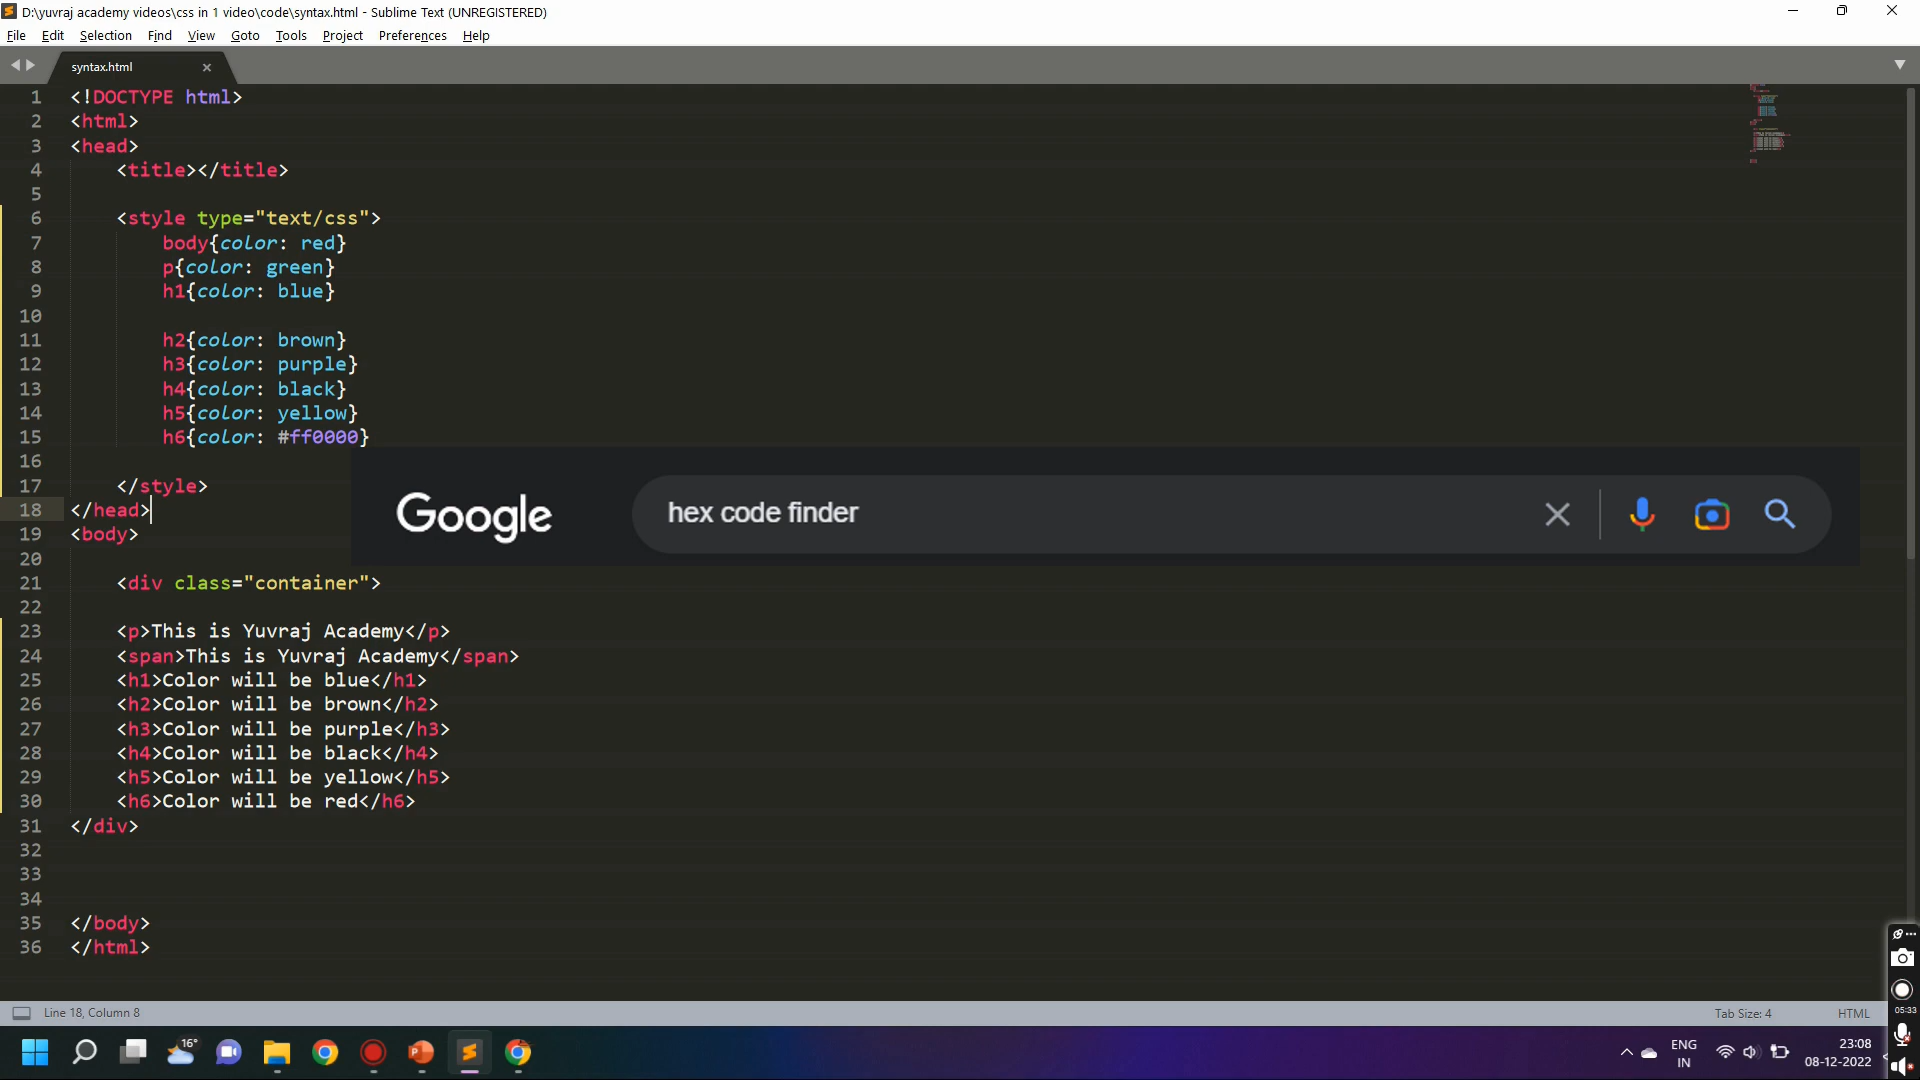 D:\yuvraj academy videos\css in 1 video\code\syntax.html - Sublime Text (UNREGISTERED)
File Edit Selection Find View Goto Tools Project Preferences Help
syntax.html
1 <!DOCTYPE html>
2 <html>
3 <head>
4 <title></title>
5
6 <style type="text/css">
7 body{color: red}
8 p{color: green}
9 h1{color: blue}
10
11 h2{color: brown}
12 h3{color: purple}
13 h4{color: black}
14 h5{color: yellow}
15 h6{color: #ff0000}
16
17 </style>
18 </head>
Google hex code finder
19 <body>
20
21 <div class="container">
22
23 <p>This is Yuvraj Academy</p>
24 <span>This is Yuvraj Academy</span>
25 <h1>Color will be blue</h1>
26 <h2>Color will be brown</h2>
27 <h3>Color will be purple</h3>
28 <h4>Color will be black</h4>
29 <h5>Color will be yellow</h5>
30 <h6>Color will be red</h6>
31 </div>
32
33
34
35 </body>
36 </html>
05:33
Line 18, Column 8 Tab Size: 4 HTML
16°
ENG
IN
23:08
08-12-2022